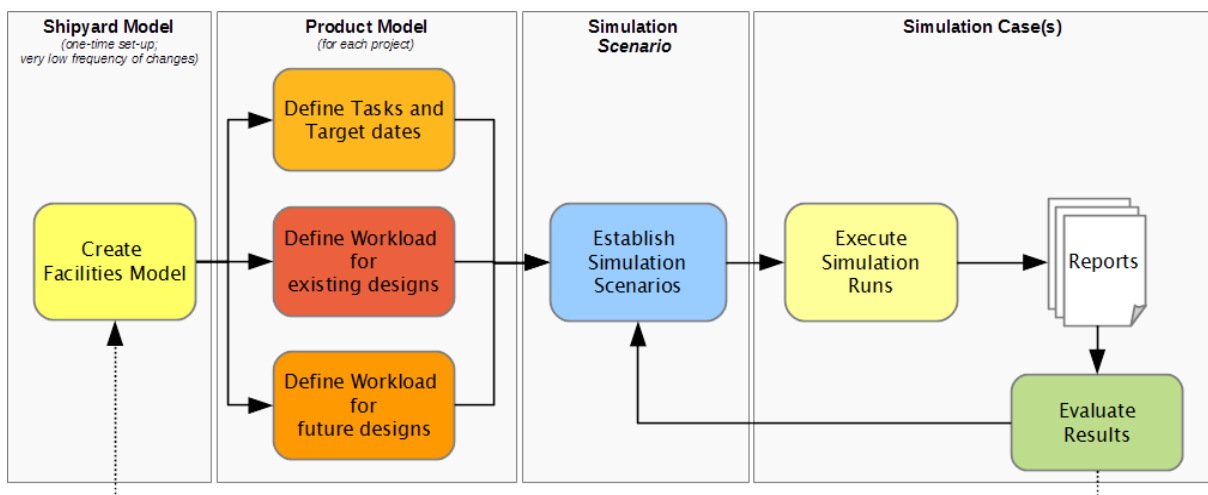 Shipyard Model
(one-time set-up;
very low frequency of changes)
Product Model
(for each project)
Simulation
Scenario
Simulation Case(s)
Define Tasks and
Target dates
Create
Facilities Model
Define Workload
for
existing designs
Define Workload
for
future designs
Establish
Simulation
Scenarios
Execute
Simulation
Runs
Reports
Evaluate
Results